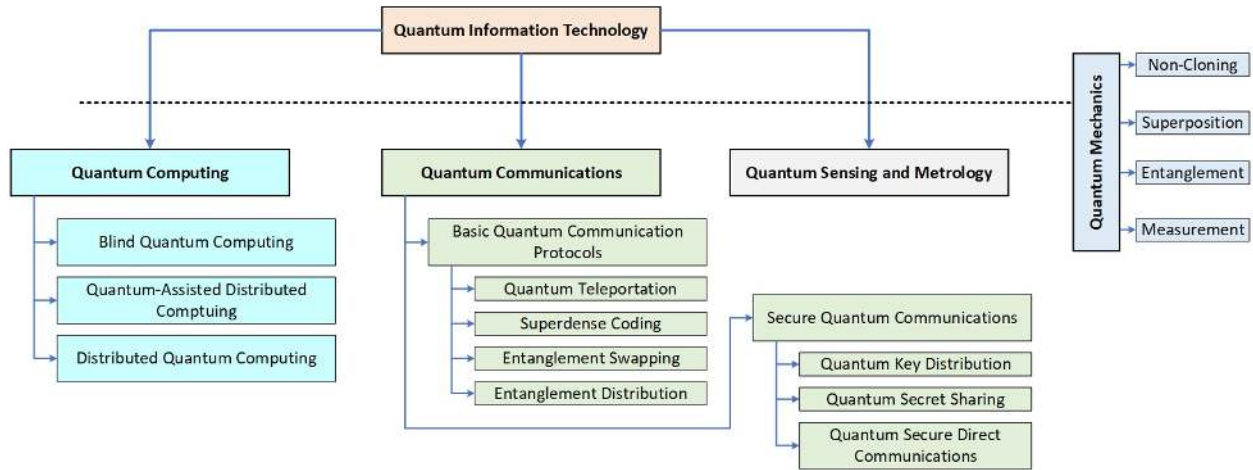 Quantum Information Technology
Non-Cloning
Superposition
Entanglement
Measurement
Quantum Mechanics
Quantum Computing
Quantum Communications
Quantum Sensing and Metrology
Blind Quantum Computing
Quantum-Assisted Distributed
Comptuing
Distributed Quantum Computing
Basic Quantum Communication
Protocols
Quantum Teleportation
Superdense Coding
Entanglement Swapping
Entanglement Distribution
Secure Quantum Communications
Quantum Key Distribution
Quantum Secret Sharing
Quantum Secure Direct
Communications